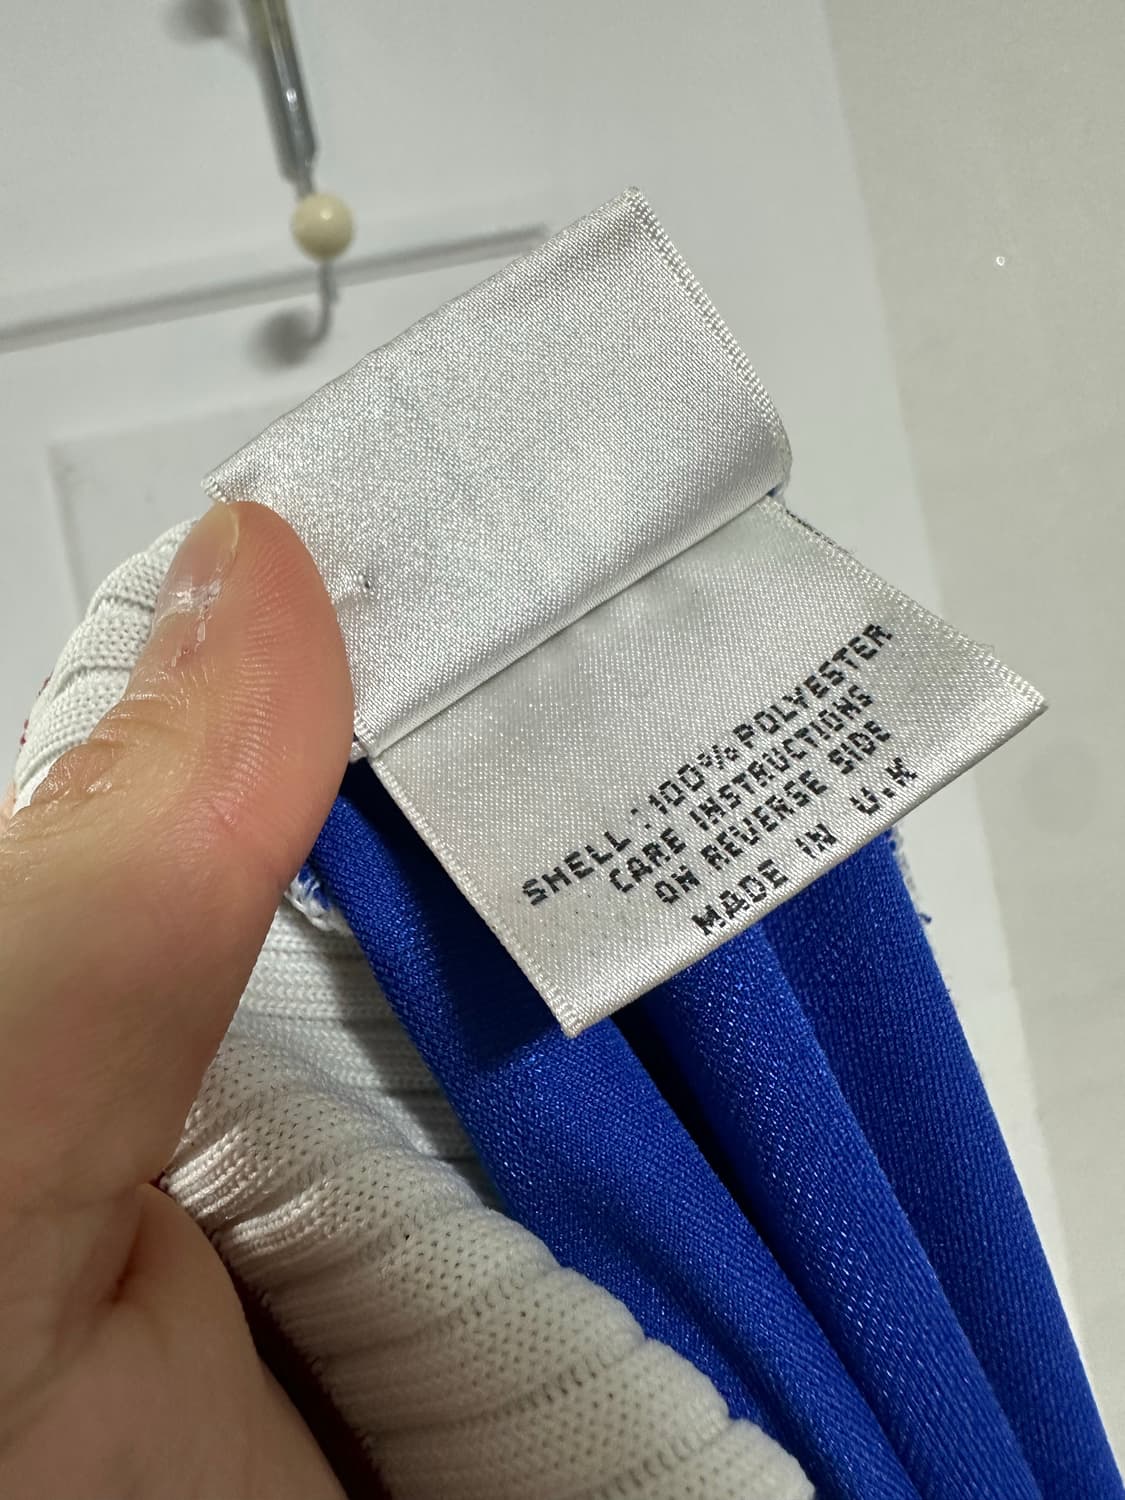 SHELL : 100% POLYESTER
CARE INSTRUCTIONS
ON REVERSE SIDE
MADE IN U.K